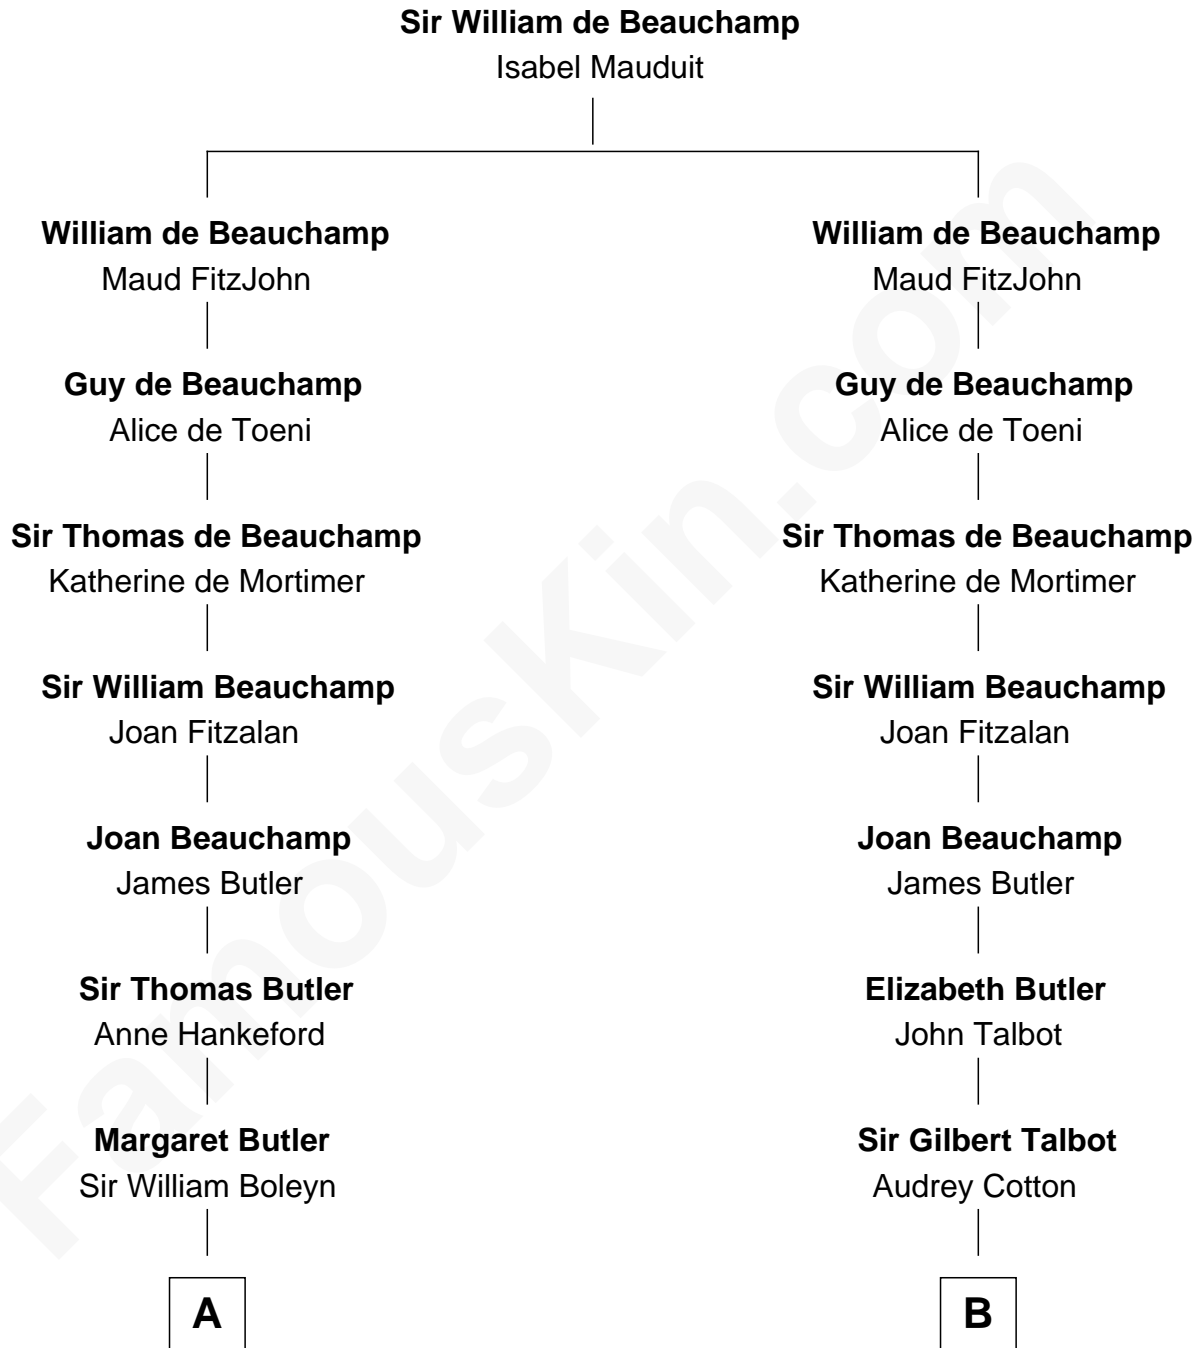 Sir William de Beauchamp
Isabel Mauduit
William de Beauchamp
Maud FitzJohn
Guy de Beauchamp
Alice de Toeni
Sir Thomas de Beauchamp
Katherine de Mortimer
Sir William Beauchamp
Joan Fitzalan
Joan Beauchamp
James Butler
Sir Thomas Butler
Anne Hankeford
Margaret Butler
Sir William Boleyn
A
William de Beauchamp
Maud FitzJohn
Guy de Beauchamp
Alice de Toeni
Sir Thomas de Beauchamp
Katherine de Mortimer
Sir William Beauchamp
Joan Fitzalan
Joan Beauchamp
James Butler
Elizabeth Butler
John Talbot
Sir Gilbert Talbot
Audrey Cotton
B
FamousKin.com